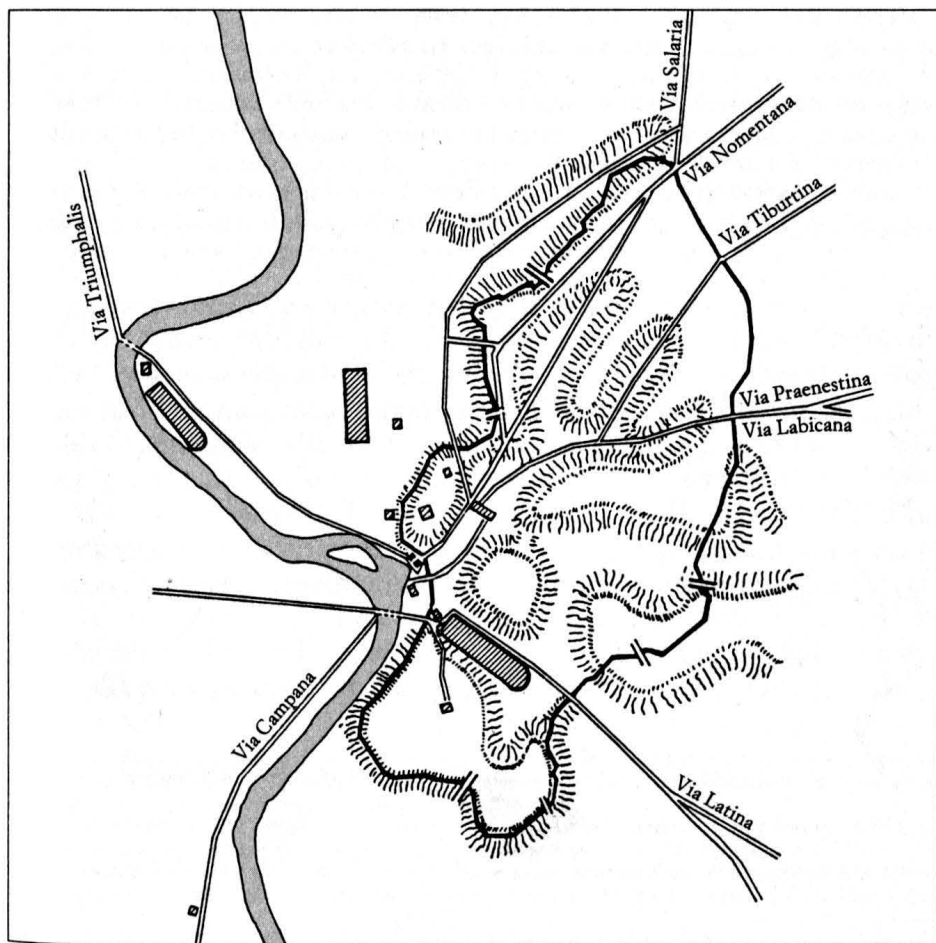 Via Salaria
Via Nomentana
Via Tiburtina
Via Triumphalis
Via Praenestina
Via Labicana
Via Campana
Via Latina